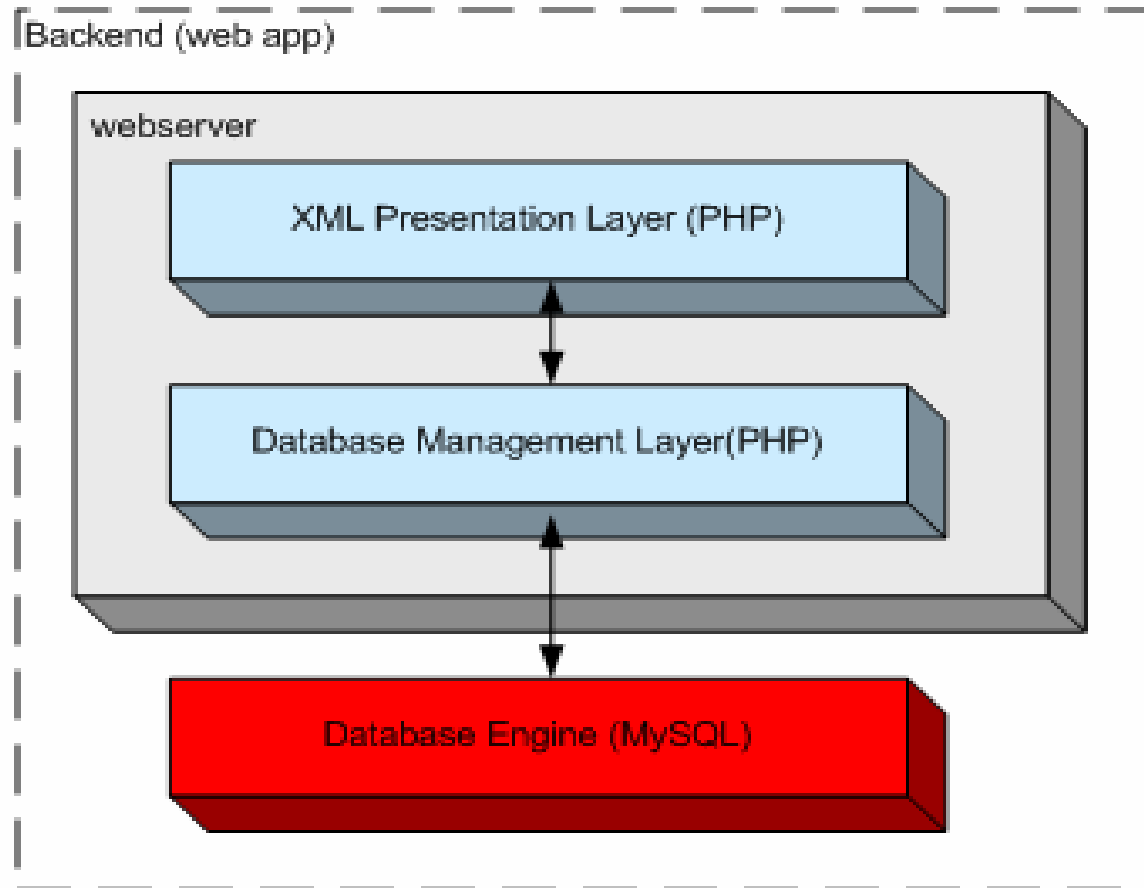 Backend (web app)
webserver
XML Presentation Layer (PHP)
Database Management Layer(PHP)
Database Engine (MySQL)